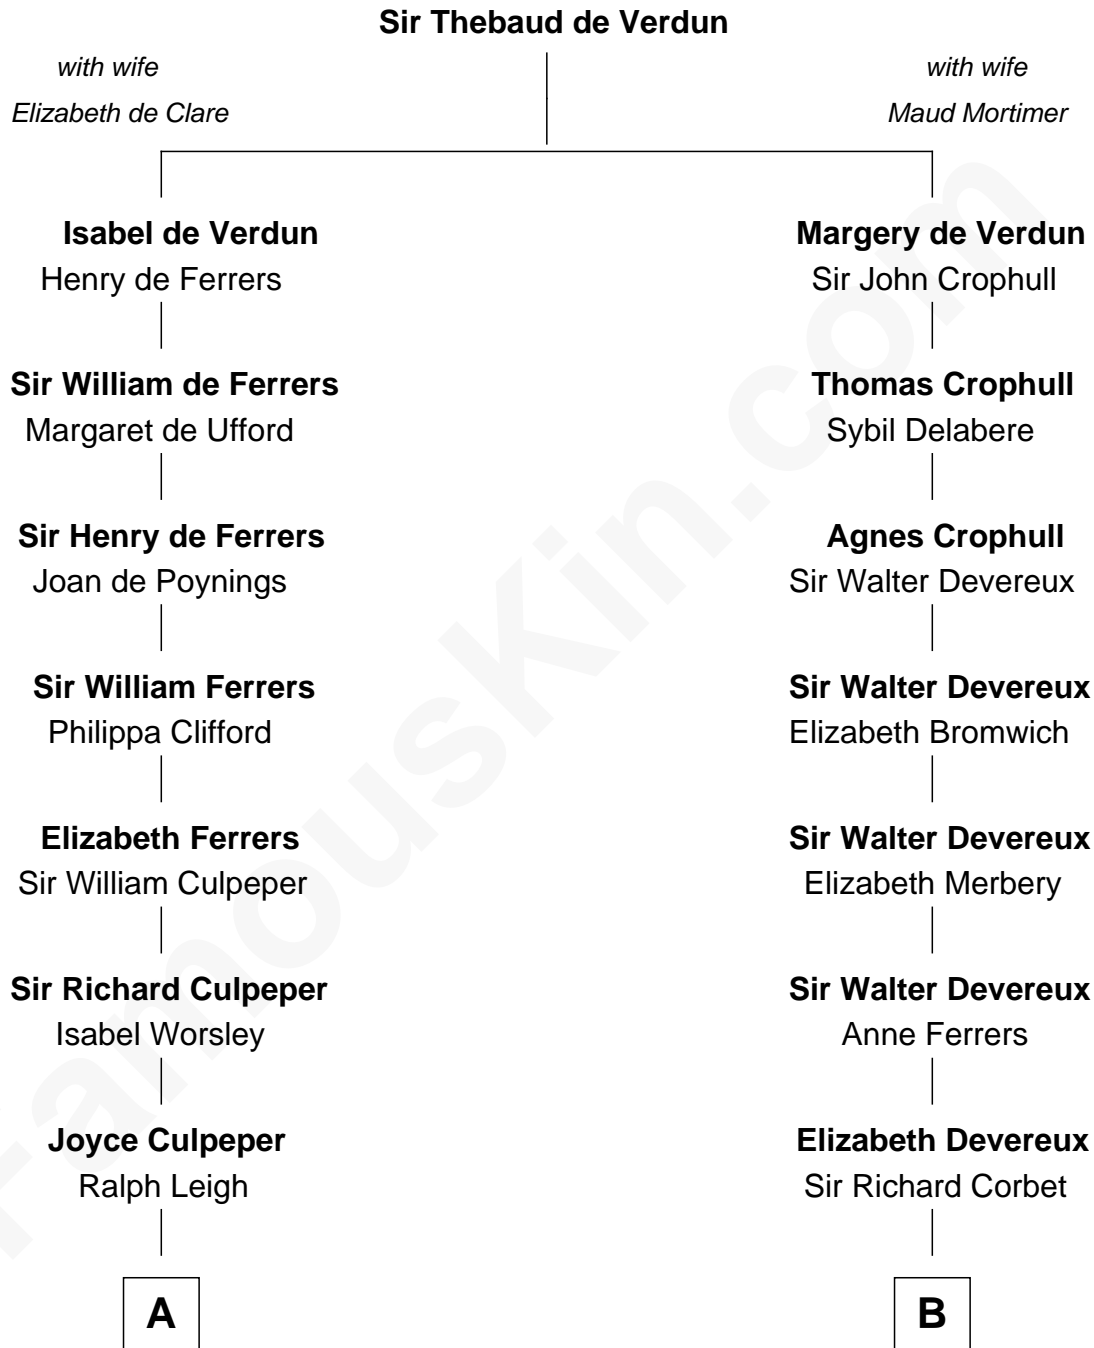 Sir Thebaud de Verdun
with wife
Elizabeth de Clare
with wife
Maud Mortimer
Isabel de Verdun
Henry de Ferrers
Margery de Verdun
Sir John Crophull
Sir William de Ferrers
Margaret de Ufford
Thomas Crophull
Sybil Delabere
Sir Henry de Ferrers
Joan de Poynings
Agnes Crophull
Sir Walter Devereux
Sir William Ferrers
Philippa Clifford
Sir Walter Devereux
Elizabeth Bromwich
Elizabeth Ferrers
Sir William Culpeper
Sir Walter Devereux
Elizabeth Merbery
Sir Richard Culpeper
Isabel Worsley
Sir Walter Devereux
Anne Ferrers
Joyce Culpeper
Ralph Leigh
Elizabeth Devereux
Sir Richard Corbet
A
B
FamousKin.com